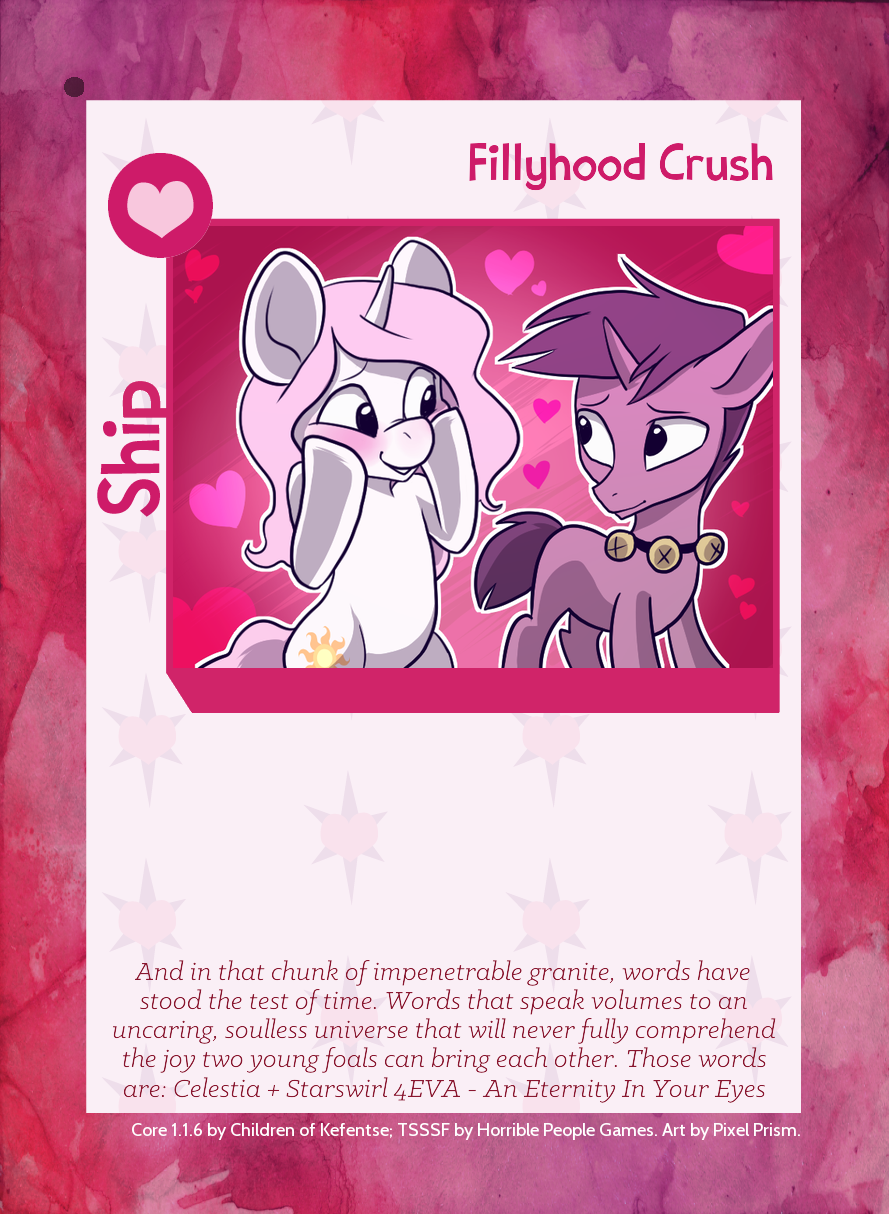 Fillyhood Crush
Ship
And in that chunk of impenetrable granite, words have
stood the test of time. Words that speak volumes to an
uncaring, soulless universe that will never fully comprehend
the joy two young foals can bring each other. Those words
are: Celestia + Starswirl 4EVA - An Eternity In Your Eyes
Core 1.1.6 by Children of Kefentse; TSSSF by Horrible People Games. Art by Pixel Prism.